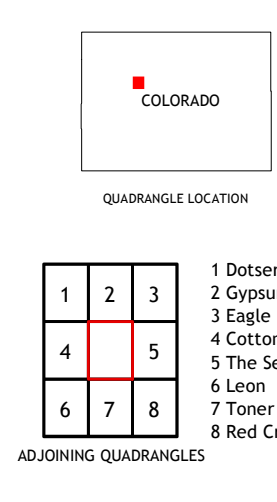 COLORADO
QUADRANGLE LOCATION
1 2 3
4 5
6 7 8
1 Dotser
2 Gypsu
3 Eagle
4 Cotton
5 The Se
6 Leon
7 Toner
8 Red Cr
ADJOINING QUADRANGLES